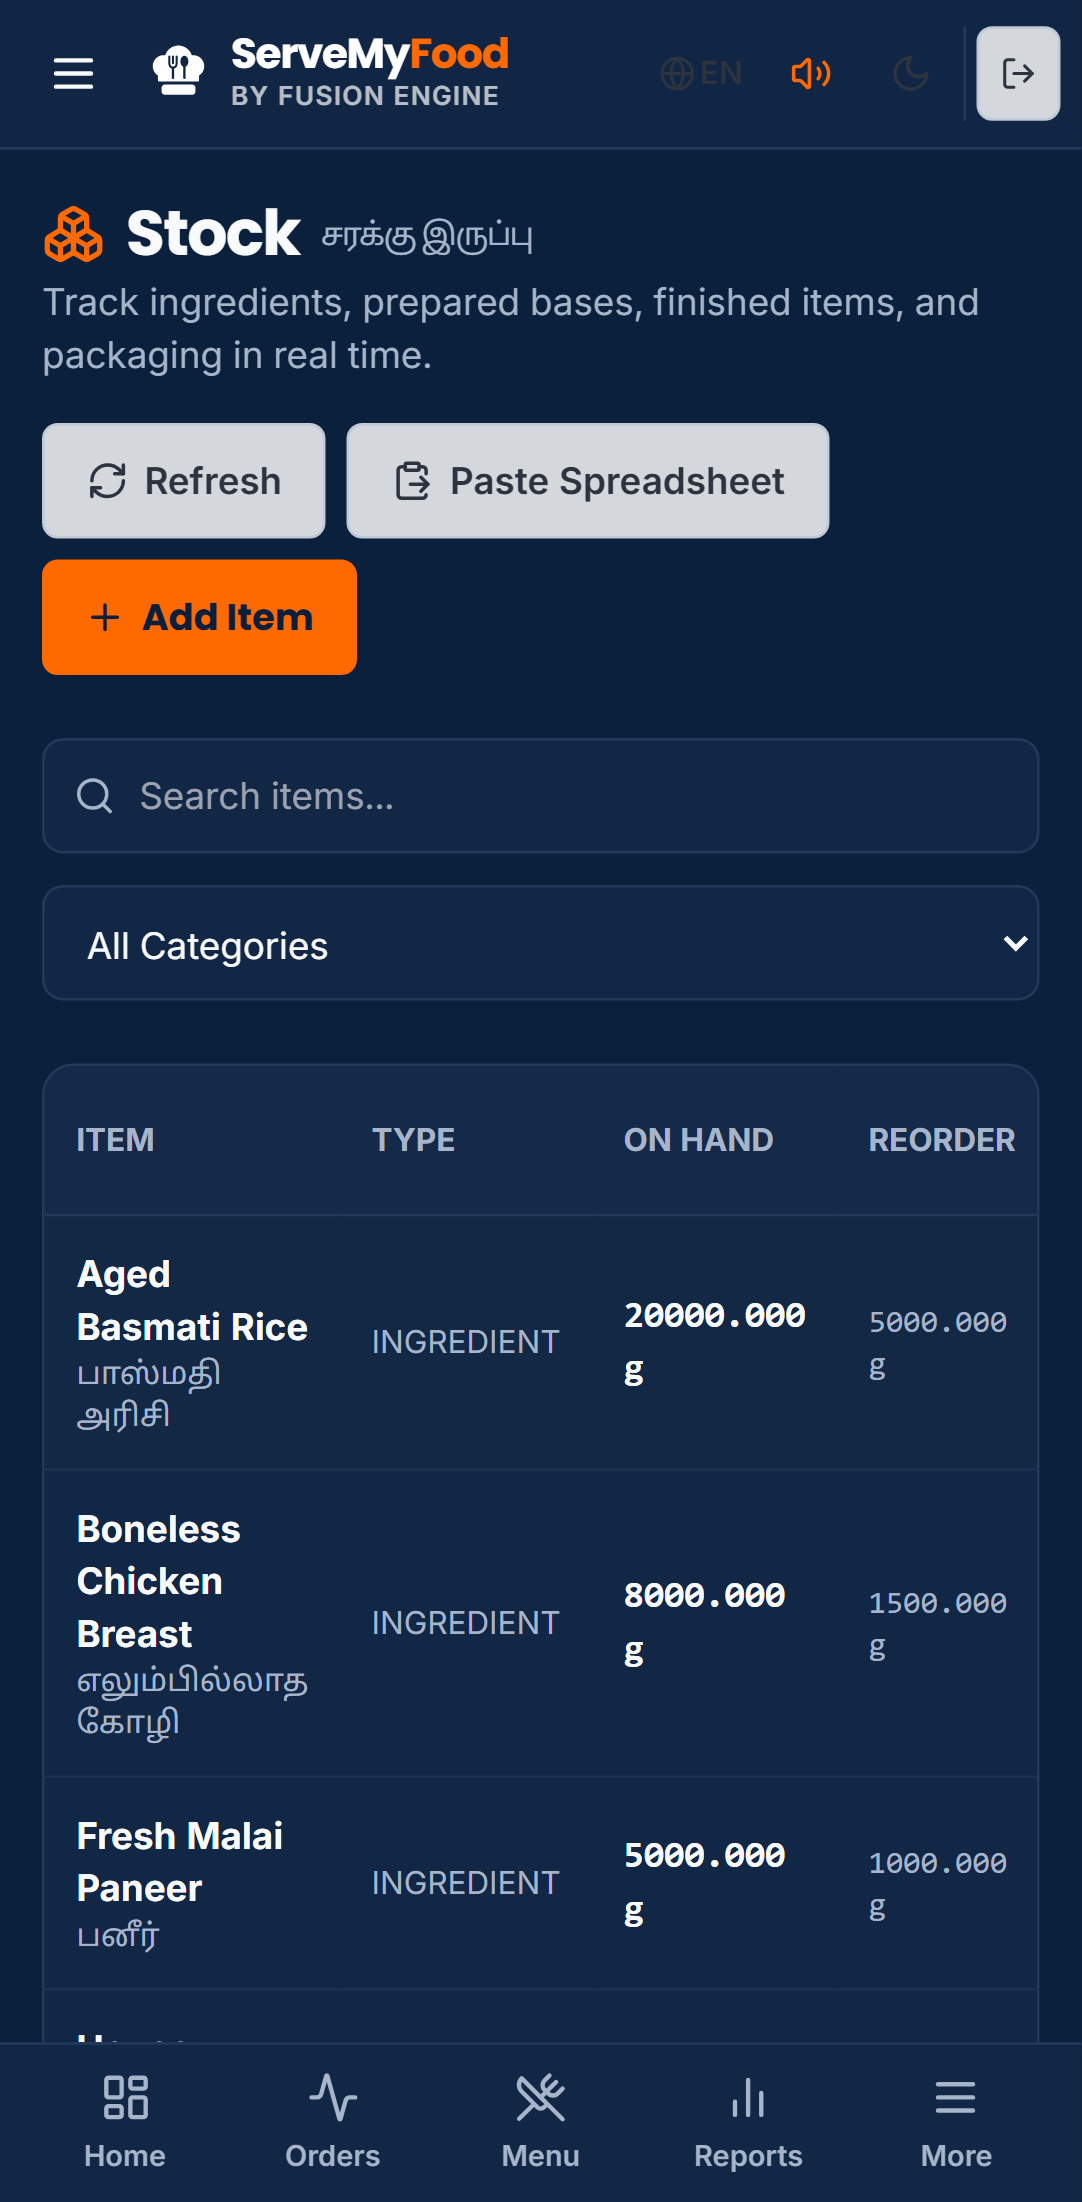 ServeMyFood
BY FUSION ENGINE
EN
Stock சரக்கு இருப்பு
Track ingredients, prepared bases, finished items, and
packaging in real time.
Refresh
Paste Spreadsheet
Add Item
Search items...
All Categories
ITEM TYPE ON HAND REORDER
Aged
Basmati Rice
பாஸ்மதி
அரிசி
INGREDIENT
20000.000
g
5000.000
g
Boneless
Chicken
Breast
எலும்பில்லாத
கோழி
INGREDIENT
8000.000
g
1500.000
g
Fresh Malai
Paneer
பனீர்
INGREDIENT
5000.000
g
1000.000
g
Home Orders Menu Reports More